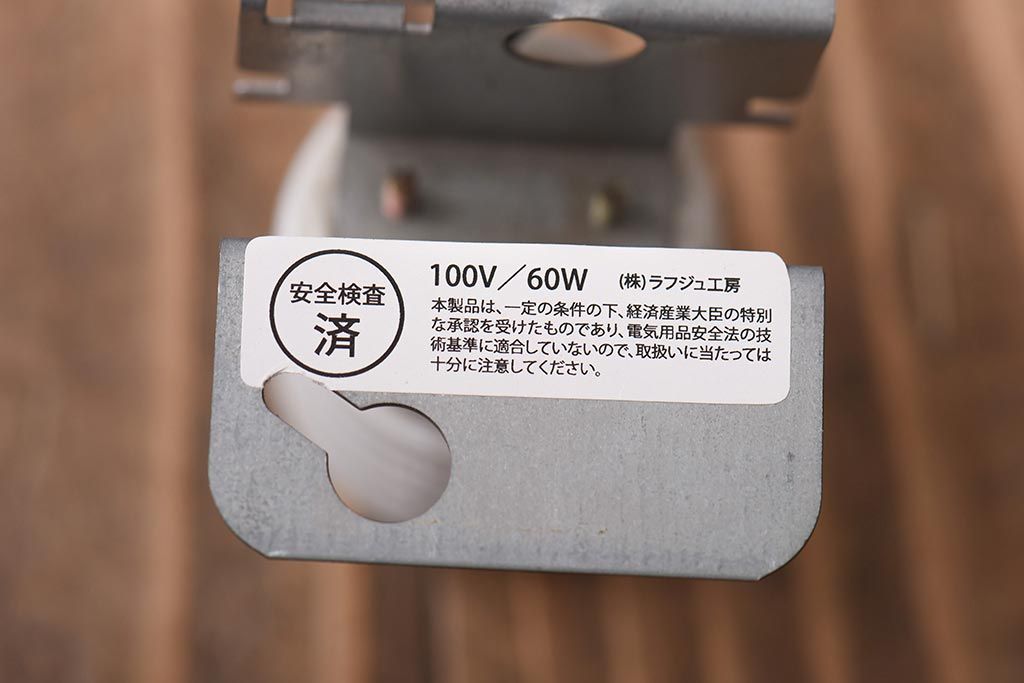 安全検査
済
100V／60W (株)ラフジュ工房
本製品は、一定の条件の下、経済産業大臣の特別
な承認を受けたものであり、電気用品安全法の技
術基準に適合していないので、取扱いに当たっては
十分に注意してください。